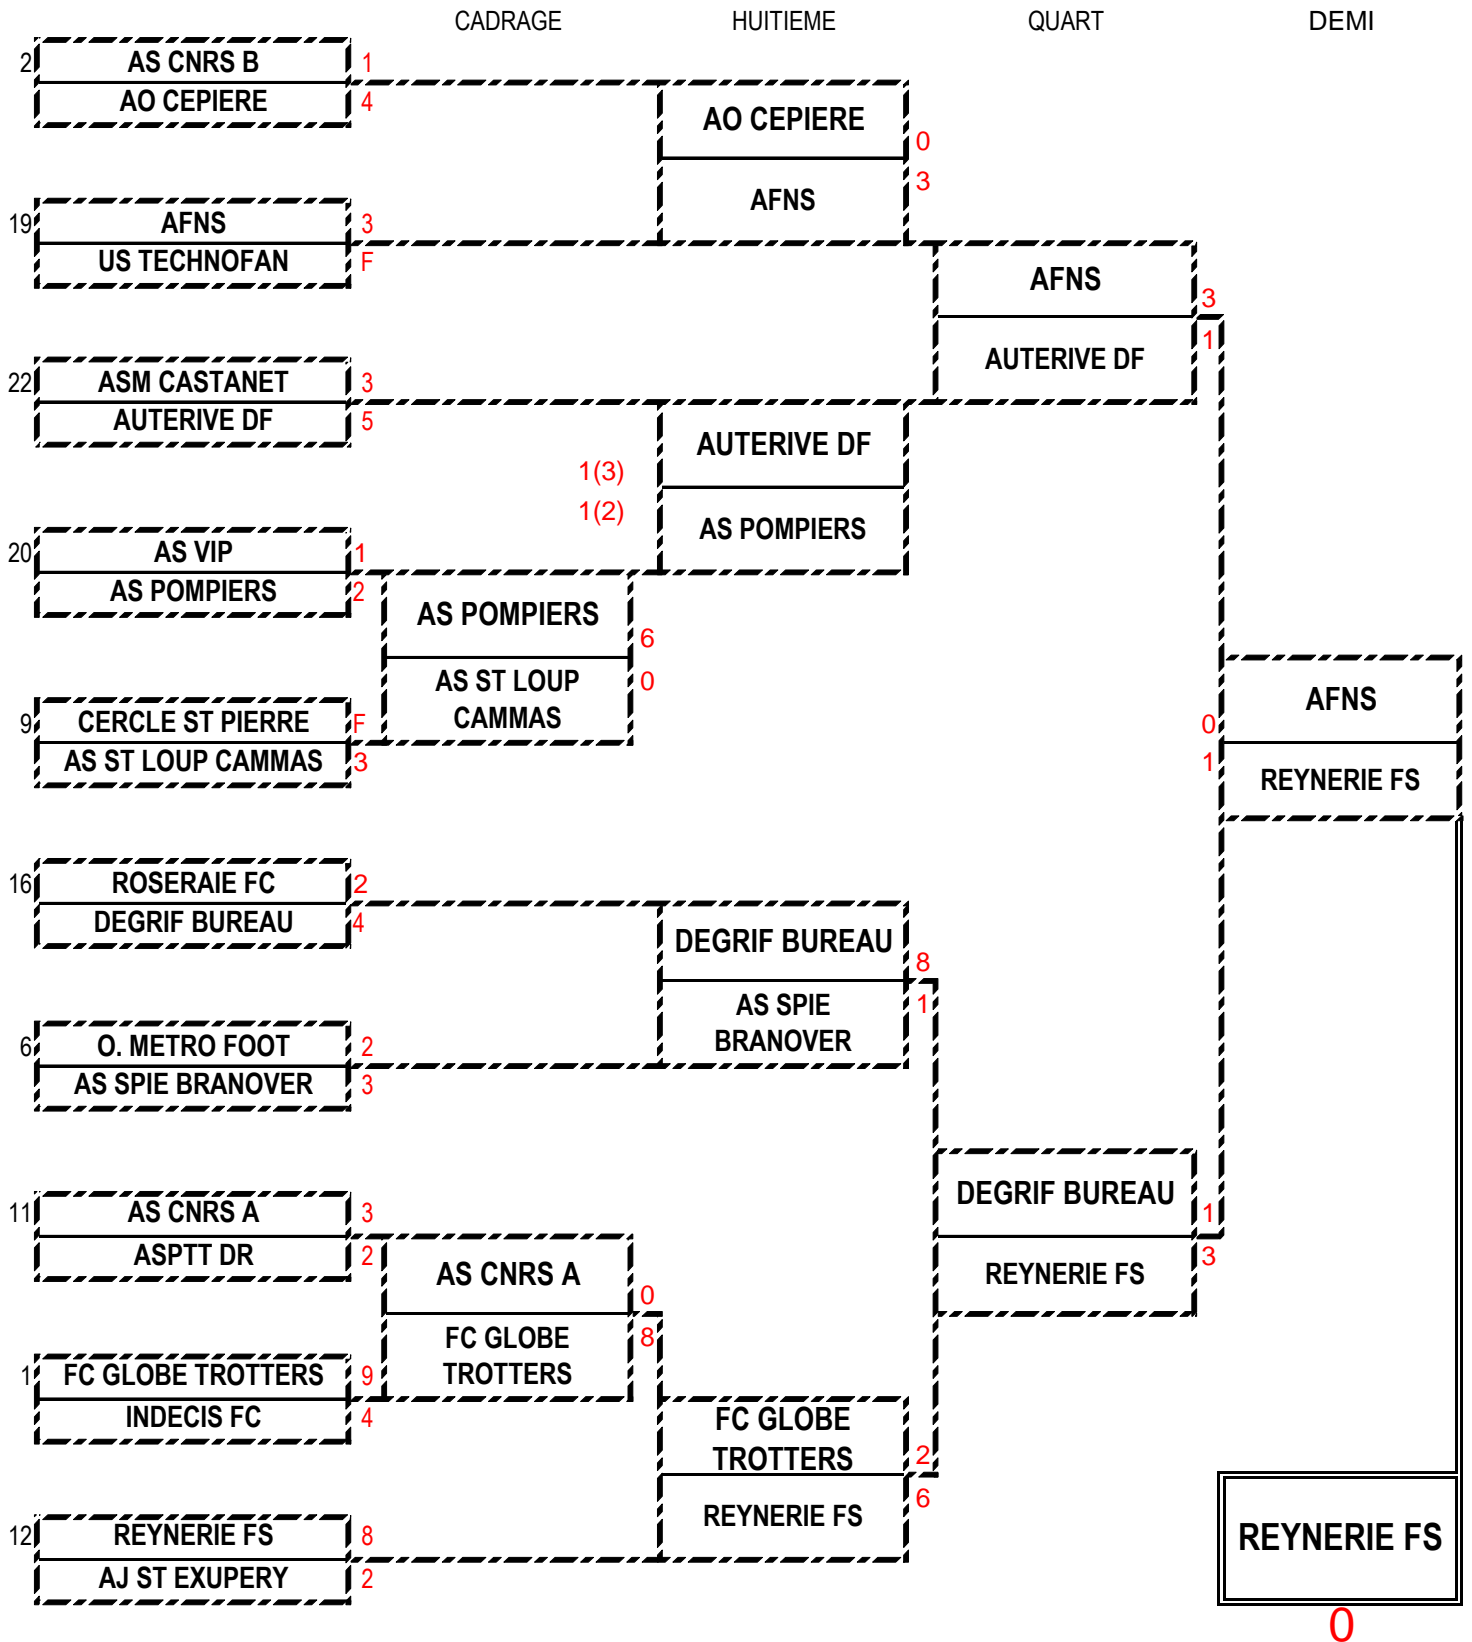 CADRAGE HUITIEME QUART DEMI
2 AS CNRS B 1
AO CEPIERE 4
AO CEPIERE 0
AFNS 3
19 AFNS 3
US TECHNOFAN F
AFNS 3
AUTERIVE DF 1
22 ASM CASTANET 3
AUTERIVE DF 5
1(3) AUTERIVE DF
1(2) AS POMPIERS
20 AS VIP 1
AS POMPIERS 2
AS POMPIERS 6
AS ST LOUP 0
CAMMAS
9 CERCLE ST PIERRE F
AS ST LOUP CAMMAS 3
0 AFNS
1 REYNERIE FS
16 ROSERAIE FC 2
DEGRIF BUREAU 4
DEGRIF BUREAU 8
AS SPIE 1
BRANOVER
6 O. METRO FOOT 2
AS SPIE BRANOVER 3
11 AS CNRS A 3
ASPTT DR 2
DEGRIF BUREAU 1
REYNERIE FS 3
AS CNRS A 0
FC GLOBE 8
TROTTERS
1 FC GLOBE TROTTERS 9
INDECIS FC 4
FC GLOBE
TROTTERS 2
REYNERIE FS 6
12 REYNERIE FS 8
AJ ST EXUPERY 2
REYNERIE FS
0